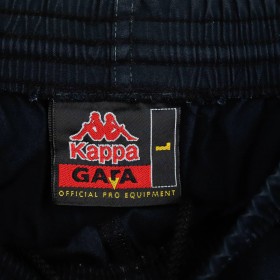 Kappa
GARA
OFFICIAL PRO EQUIPMENT
L